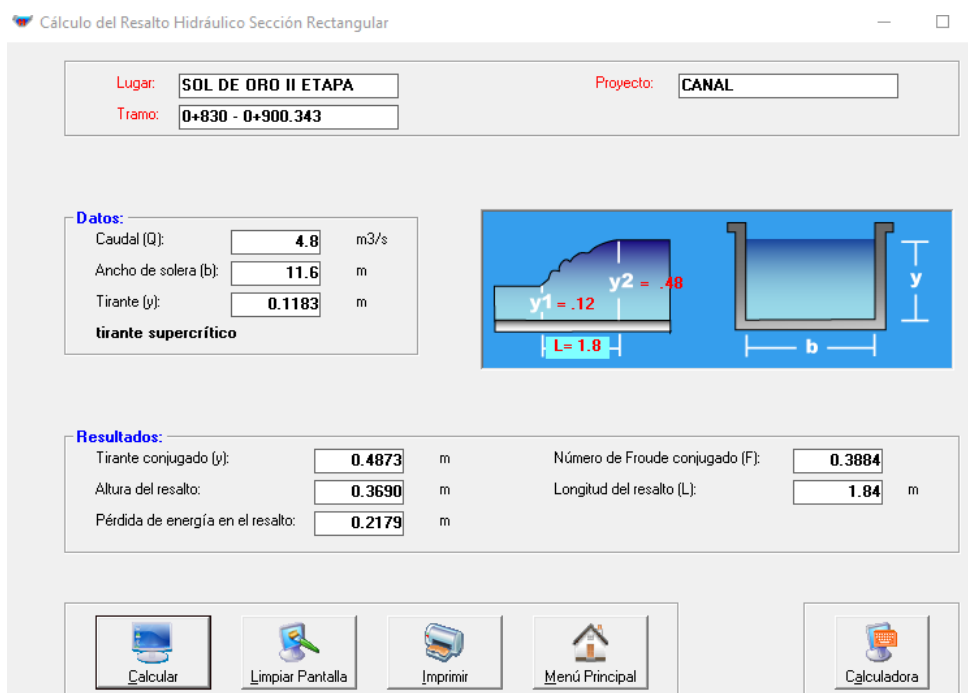 Cálculo del Resalto Hidráulico Sección Rectangular
Lugar: SOL DE ORO II ETAPA Proyecto: CANAL
Tramo: 0+830 - 0+900.343
Datos:
Caudal (Q): 4.8 m3/s
Ancho de solera (b): 11.6 m
Tirante (y): 0.1183 m
tirante supercrítico
y1 = .12
y2 = .48
L= 1.8
y
b
Resultados:
Tirante conjugado (y): 0.4873 m Número de Froude conjugado (F): 0.3884
Altura del resalto: 0.3690 m Longitud del resalto (L): 1.84 m
Pérdida de energía en el resalto: 0.2179 m
Calcular Limpiar Pantalla Imprimir Menú Principal Calculadora